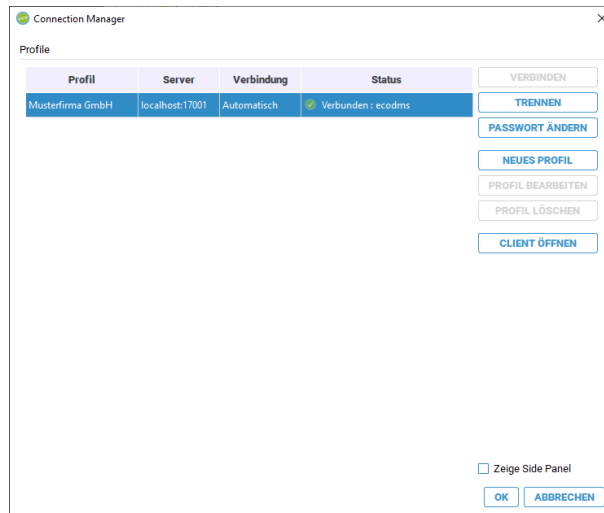 Connection Manager
Profile
Profil Server Verbindung Status
Musterfirma GmbH localhost:17001 Automatisch Verbunden : ecodms
VERBINDEN
TRENNEN
PASSWORT ÄNDERN
NEUES PROFIL
PROFIL BEARBEITEN
PROFIL LÖSCHEN
CLIENT ÖFFNEN
Zeige Side Panel
OK ABBRECHEN